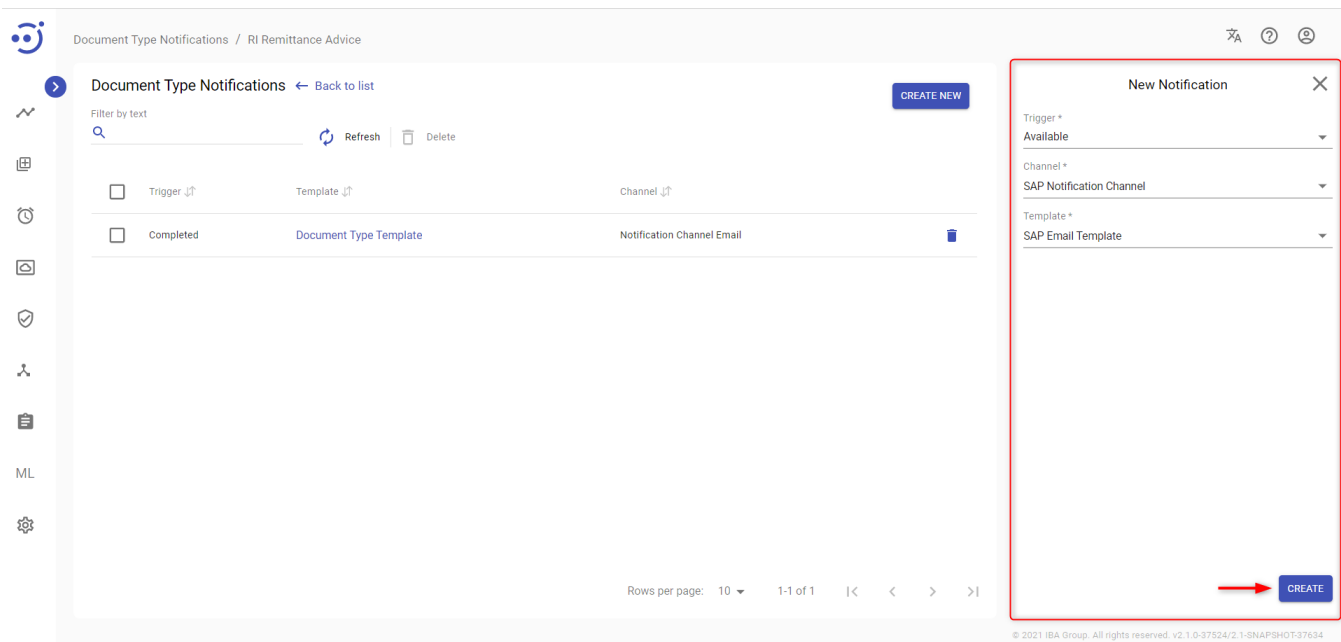 Document Type Notifications / RI Remittance Advice
Document Type Notifications ← Back to list
CREATE NEW
Filter by text
Refresh
Delete
Trigger
Template
Channel
Completed
Document Type Template
Notification Channel Email
ML
Rows per page: 10
1-1 of 1
New Notification
Trigger *
Available
Channel *
SAP Notification Channel
Template *
SAP Email Template
CREATE
© 2021 IBA Group. All rights reserved. v2.1.0-37524/2.1-SNAPSHOT-37634